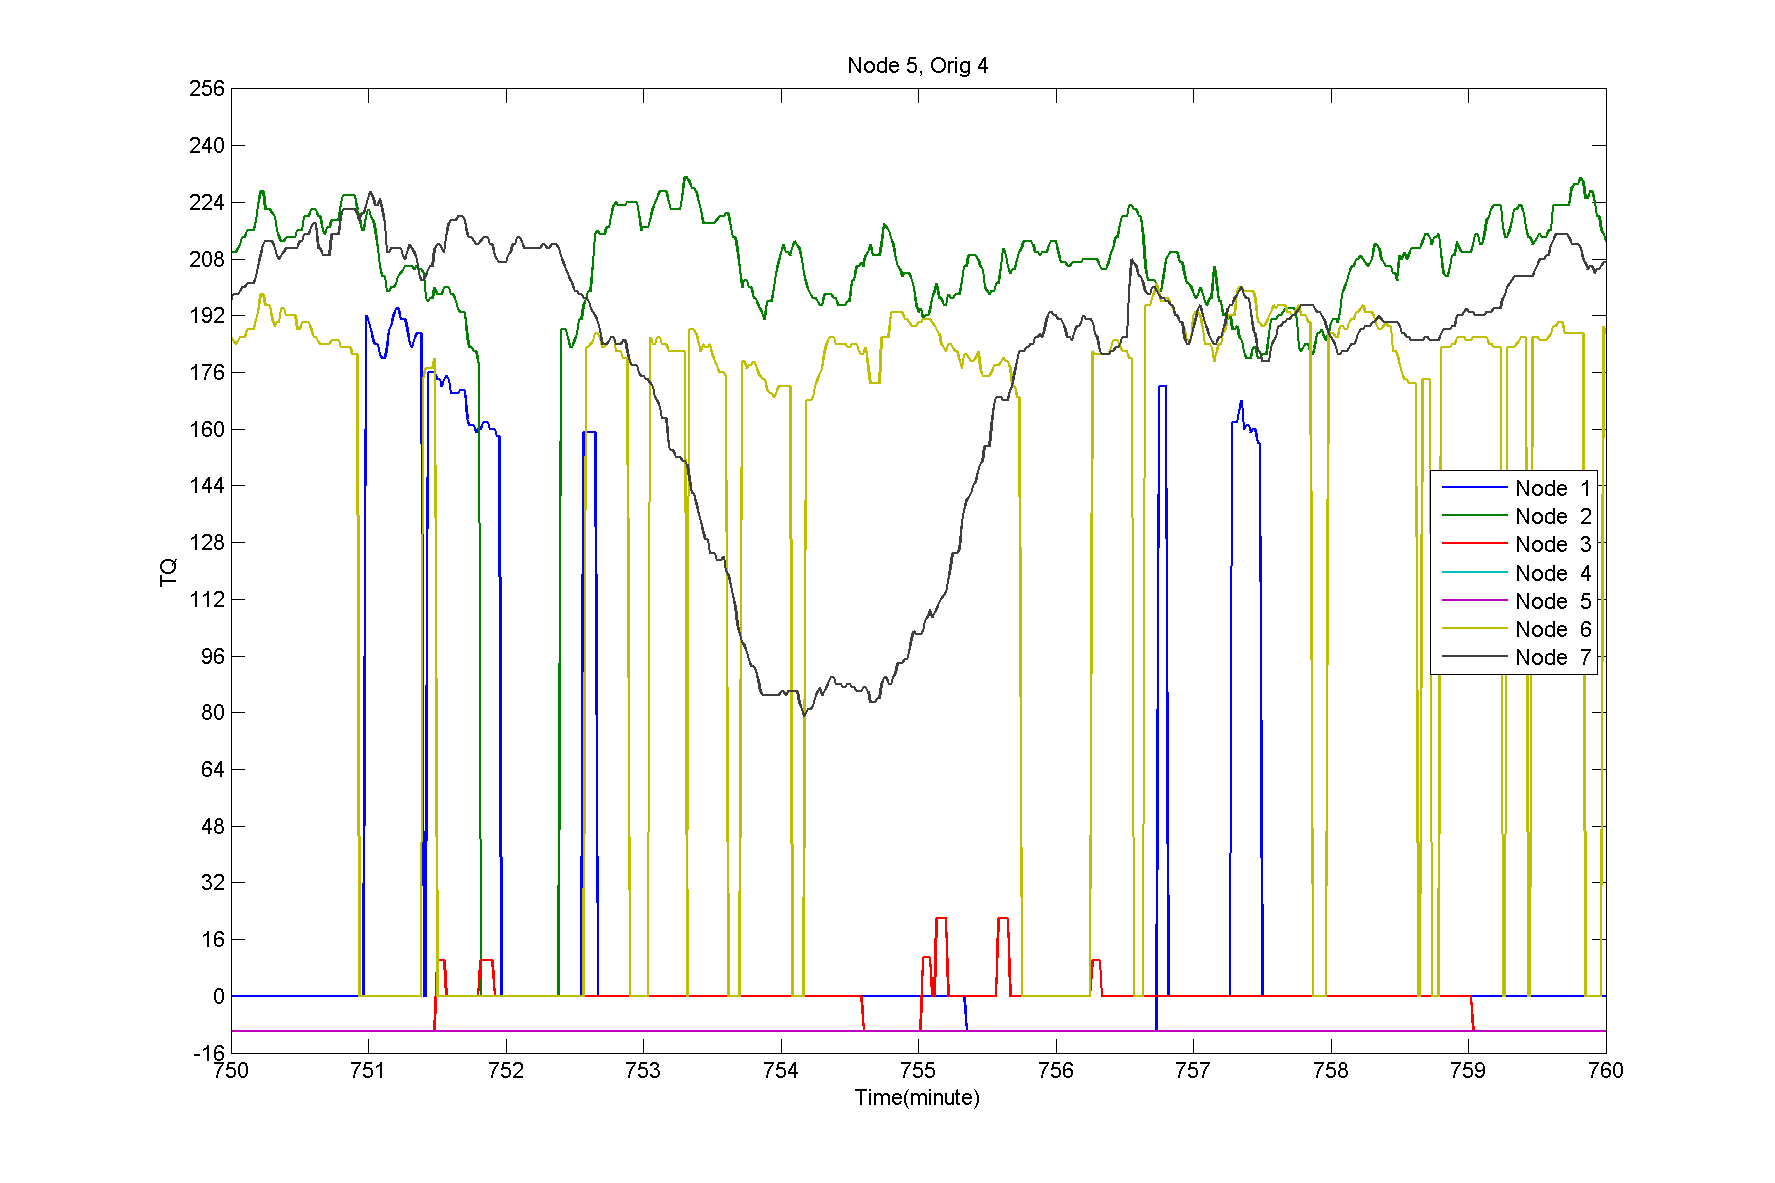 Node 5, Orig 4
256
240
224
208
192
176
160
144
128
112
96
80
64
48
32
16
0
-16
TQ
Node 1
Node 2
Node 3
Node 4
Node 5
Node 6
Node 7
750 751 752 753 754 755 756 757 758 759 760
Time(minute)